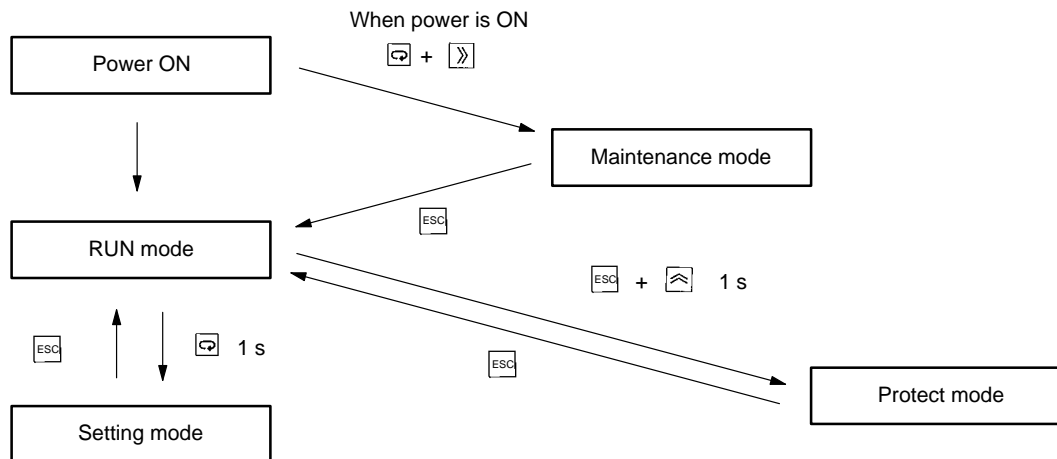 When power is ON
+
Power ON
Maintenance mode
ESC
RUN mode
ESC + 1 s
ESC
1 s
ESC
Protect mode
Setting mode